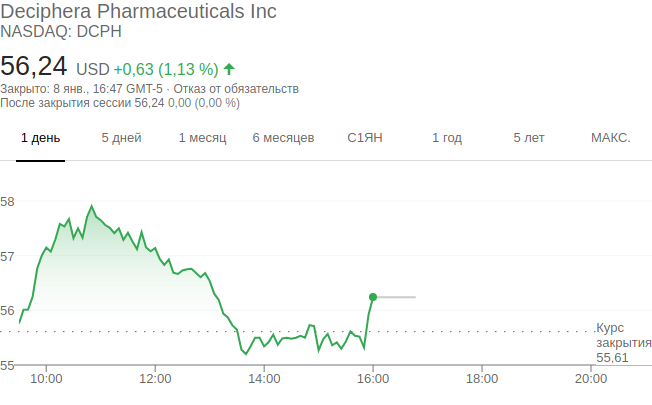 Deciphera Pharmaceuticals Inc
NASDAQ: DCPH
56,24 USD +0,63 (1,13 %)
Закрыто: 8 янв., 16:47 GMT-5 · Отказ от обязательств
После закрытия сессии 56,24 0,00 (0,00 %)
1 день 5 дней 1 месяц 6 месяцев С1ЯН 1 год 5 лет МАКС.
58
57
56
Курс
закрытия
55,61
55
10:00 12:00 14:00 16:00 18:00 20:00